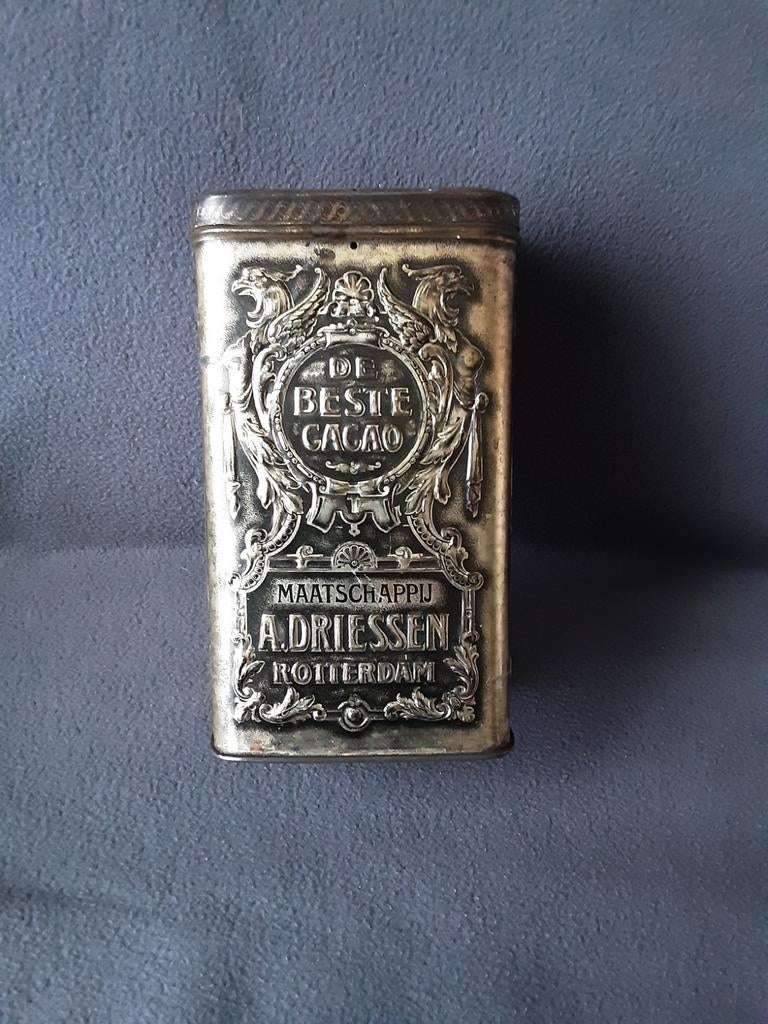 DE
BESTE
CACAO
MAATSCHAPPIJ
A.DRIESSEN
ROTTERDAM